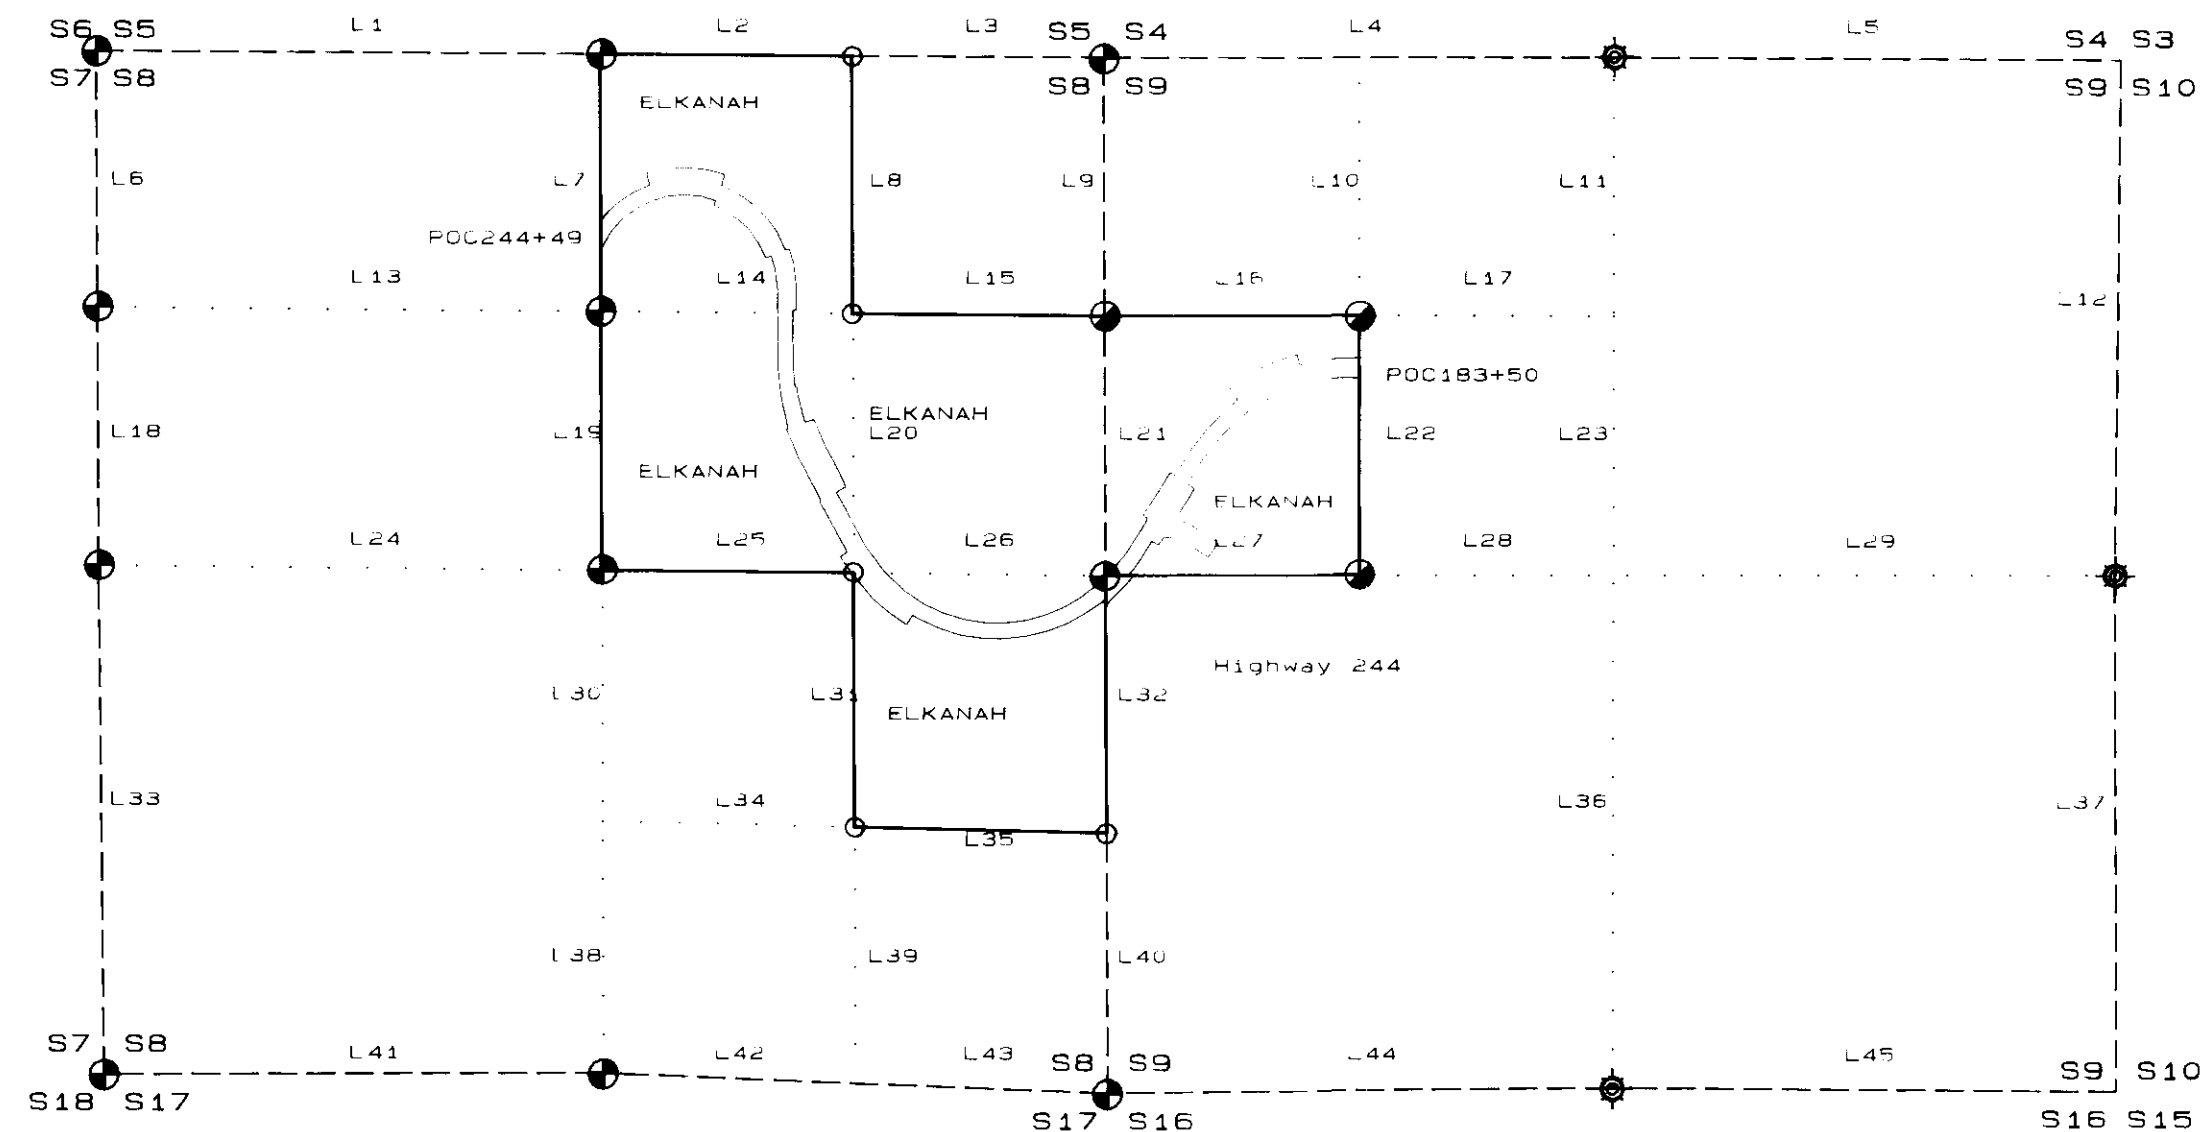 S6 S5
L1
L2
L3
S5 S4
L4
L5
S4 S3
S7 S8
S8 S9
S9 S10
ELKANAH
L6
L7
L8
L9
L10
L11
POC244+49
L13
L14
L15
L16
L17
L12
POC183+50
ELKANAH
L18
L19
L20
L21
L22
L23
ELKANAH
ELKANAH
L24
L25
L26
L27
L28
L29
Highway 244
L30
L31
L32
ELKANAH
L33
L34
L36
L37
L35
L38
L39
L40
S7 S8
L41
L42
L43
S8 S9
L44
L45
S9 S10
S18 S17
S17 S16
S16 S15